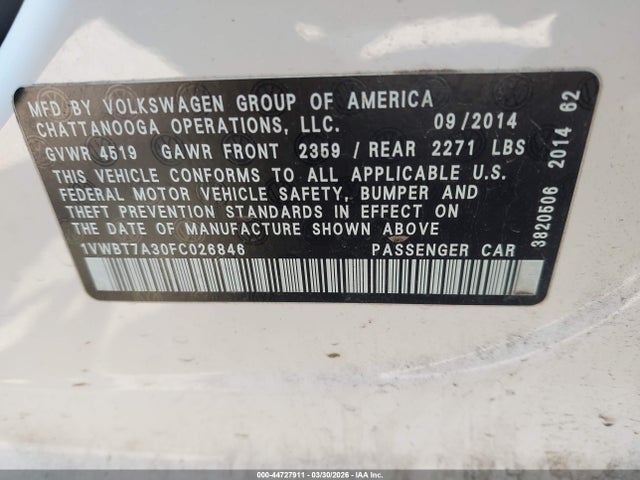 MFD BY VOLKSWAGEN GROUP OF AMERICA
CHATTANOOGA OPERATIONS, LLC. 09/2014
GVWR 4519 GAWR FRONT 2359 / REAR 2271 LBS
THIS VEHICLE CONFORMS TO ALL APPLICABLE U.S.
FEDERAL MOTOR VEHICLE SAFETY, BUMPER AND
THEFT PREVENTION STANDARDS IN EFFECT ON
THE DATE OF MANUFACTURE SHOWN ABOVE.
1VWBT7A30FC026846 PASSENGER CAR
3820506 2014 62
000-44727911 | 03/30/2026 - IAA Inc.